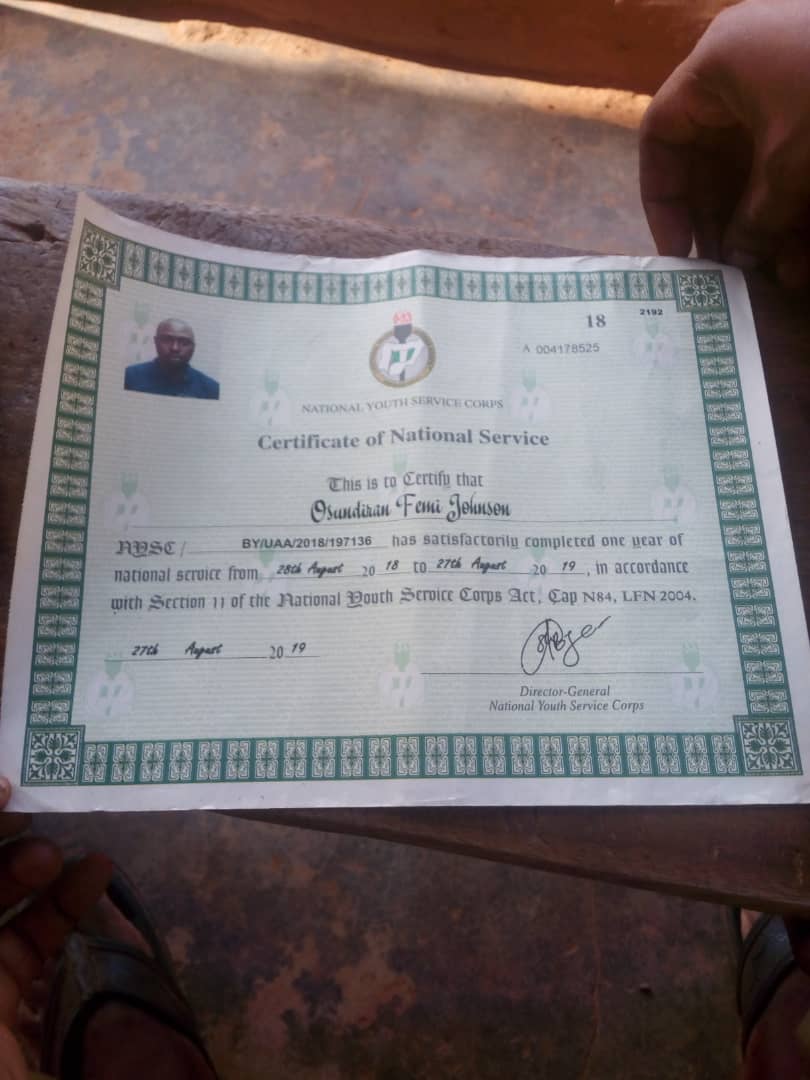 18
2192
A 004178525
NATIONAL YOUTH SERVICE CORPS
Certificate of National Service
This is to Certify that
Osundiran Femi Johnson
NYSC / BY/UAA/2018/197136 has satisfactorily completed one year of
national service from 28th August 20 18 to 27th August 20 19, in accordance
with Section 11 of the National Youth Service Corps Act, Cap N84, LFN 2004.
27th August 20 19
Director-General
National Youth Service Corps